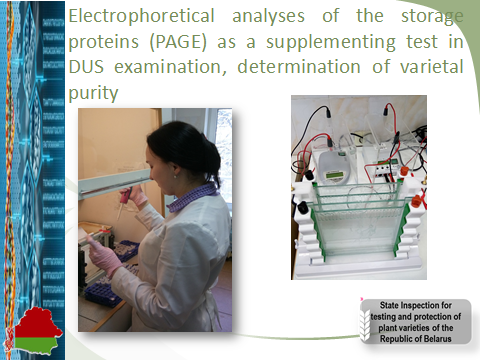 Electrophoretical analyses of the storage
proteins (PAGE) as a supplementing test in
DUS examination, determination of varietal
purity
State Inspection for
testing and protection of
plant varieties of the
Republic of Belarus